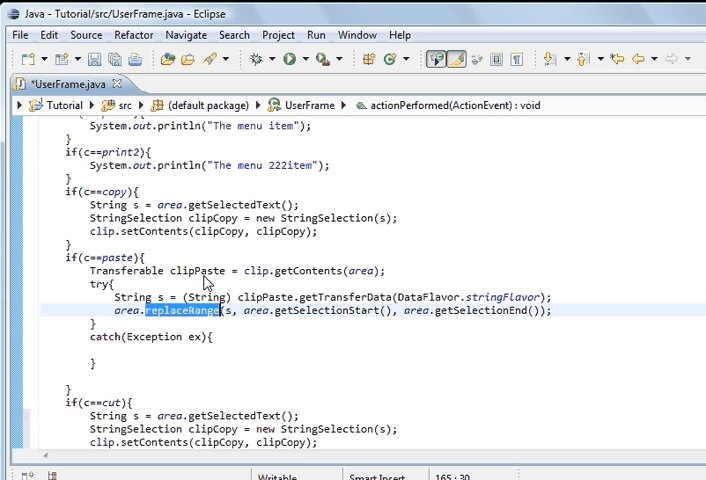 Java - Tutorial/src/UserFrame.java - Eclipse
File Edit Source Refactor Navigate Search Project Run Window Help
*UserFrame.java
Tutorial src (default package) UserFrame actionPerformed(ActionEvent) : void
System.out.println("The menu item");
}
if(c==print2){
System.out.println("The menu 222item");
}
if(c==copy){
String s = area.getSelectedText();
StringSelection clipCopy = new StringSelection(s);
clip.setContents(clipCopy, clipCopy);
}
if(c==paste){
Transferable clipPaste = clip.getContents(area);
try{
String s = (String) clipPaste.getTransferData(DataFlavor.stringFlavor);
area.replaceRange(s, area.getSelectionStart(), area.getSelectionEnd());
}
catch(Exception ex){
}
}
if(c==cut){
String s = area.getSelectedText();
StringSelection clipCopy = new StringSelection(s);
clip.setContents(clipCopy, clipCopy);
Writable Smart Insert 165 : 30